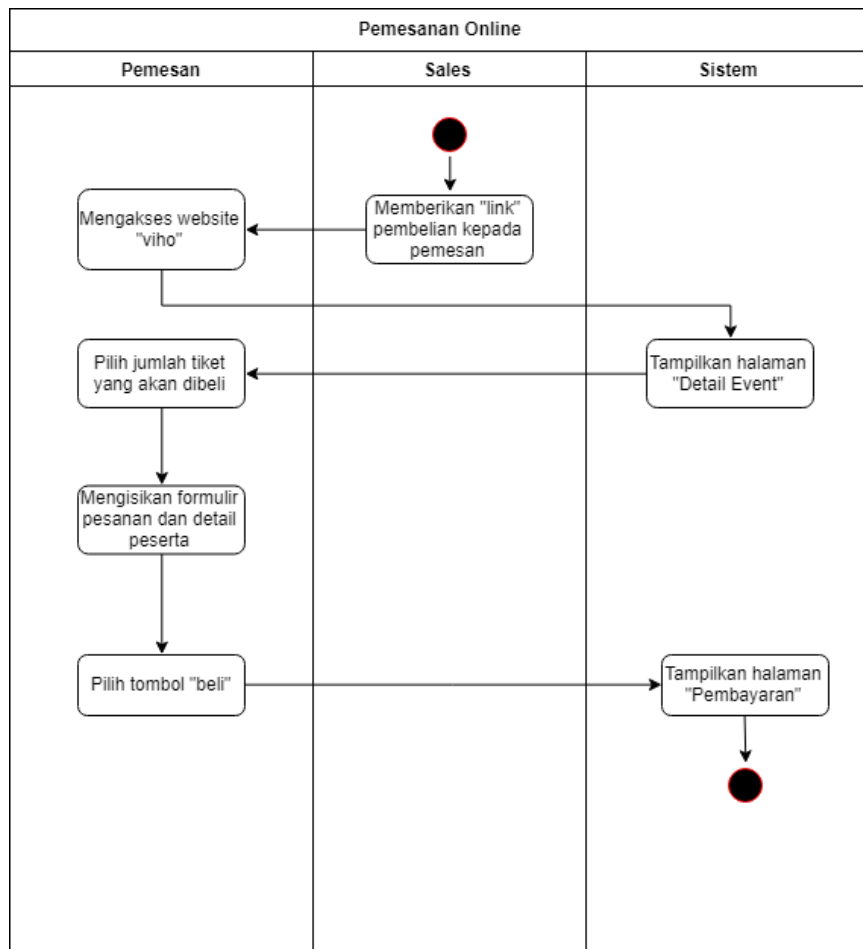 Pemesanan Online
Pemesan
Sales
Sistem
Memberikan "link"
pembelian kepada
pemesan
Mengakses website
"viho"
Tampilkan halaman
"Detail Event"
Pilih jumlah tiket
yang akan dibeli
Mengisikan formulir
pesanan dan detail
peserta
Pilih tombol "beli"
Tampilkan halaman
"Pembayaran"